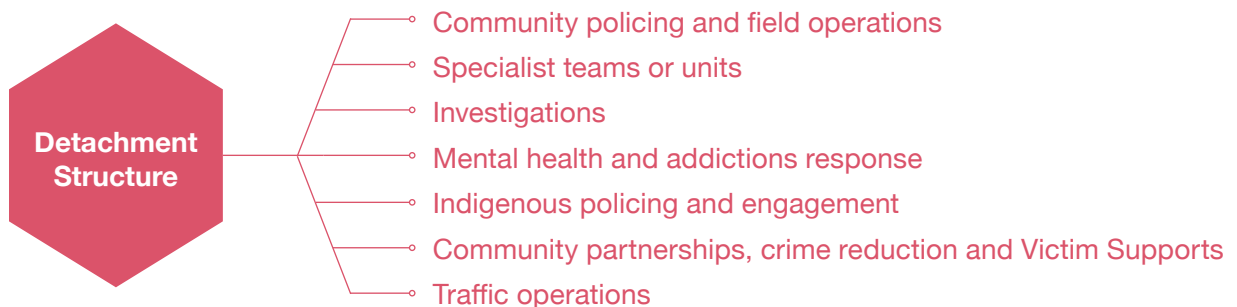 Detachment
Structure
Community policing and field operations
Specialist teams or units
Investigations
Mental health and addictions response
Indigenous policing and engagement
Community partnerships, crime reduction and Victim Supports
Traffic operations